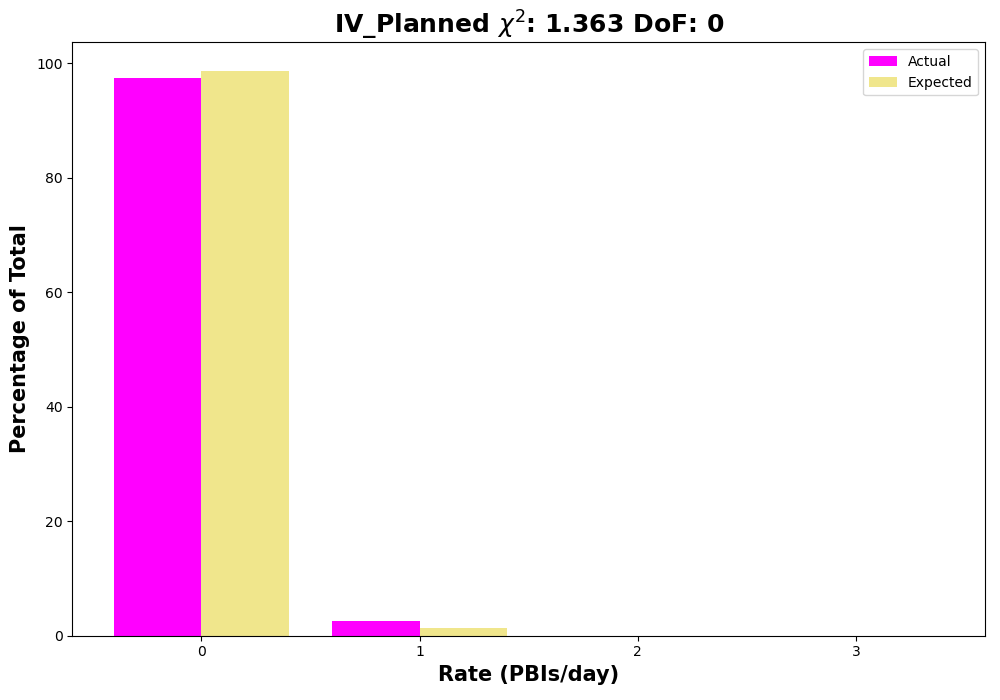 IV_Planned χ²: 1.363 DoF: 0
Actual
Expected
Percentage of Total
100
80
60
40
20
0
0 1 2 3
Rate (PBIs/day)